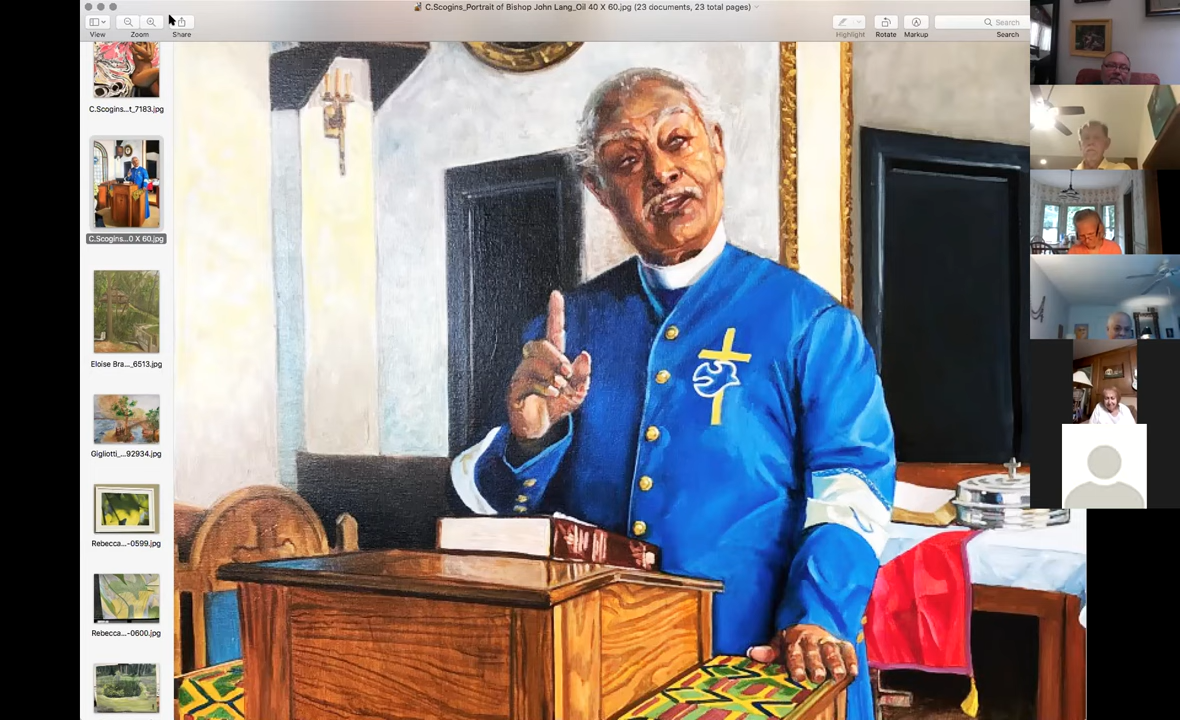 C.Scogins_Portrait of Bishop John Lang_Oil 40 X 60.jpg (23 documents, 23 total pages)
Search
View
Zoom
Share
Highlight
Rotate
Markup
Search
C.Scogins...t_7183.jpg
C.Scogins...0 X 60.jpg
Eloise Bra..._6513.jpg
Gigliotti_...92934.jpg
Rebecca...-0599.jpg
Rebecca...-0600.jpg